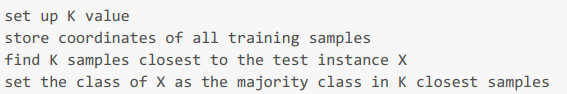 set up K value
store coordinates of all training samples
find K samples closest to the test instance X
set the class of X as the majority class in K closest samples